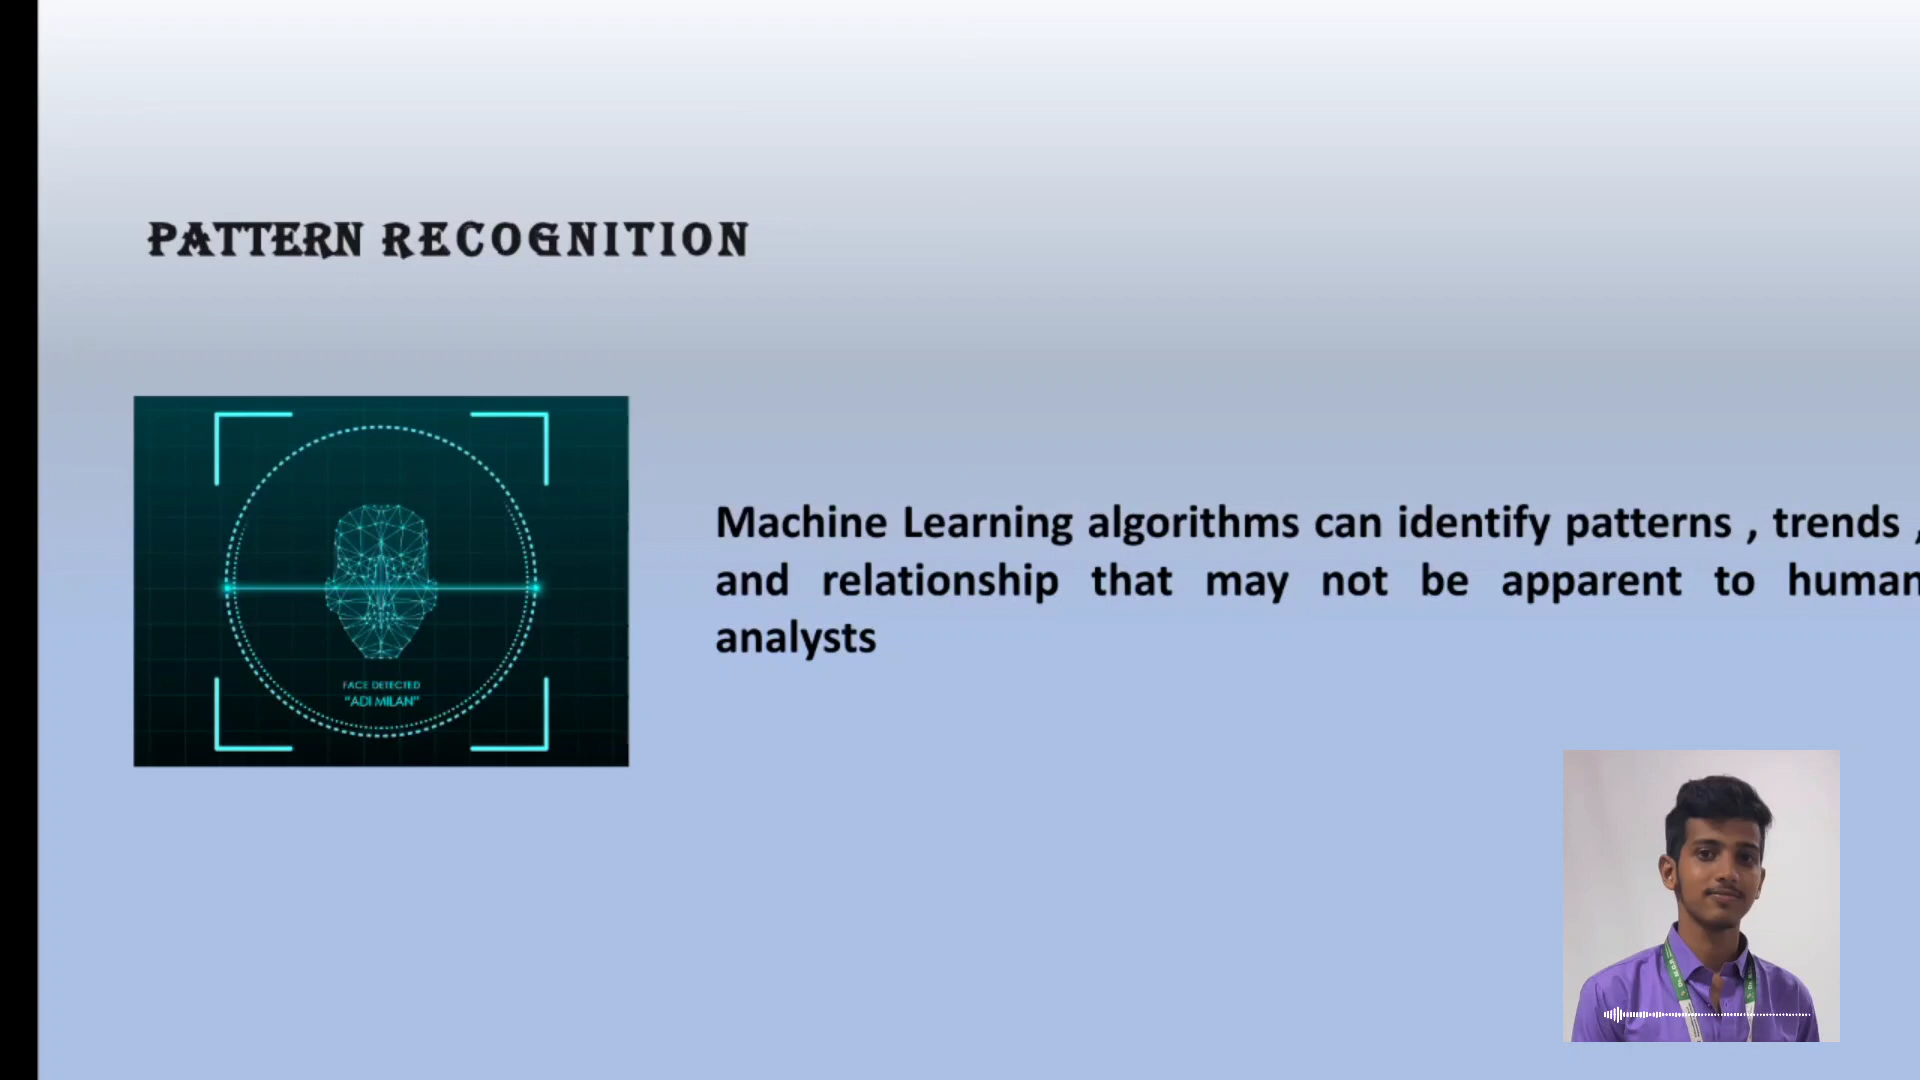 PATTERN RECOGNITION
Machine Learning algorithms can identify patterns , trends ,
and relationship that may not be apparent to human
analysts
FACE DETECTED
"ADI MILAN"